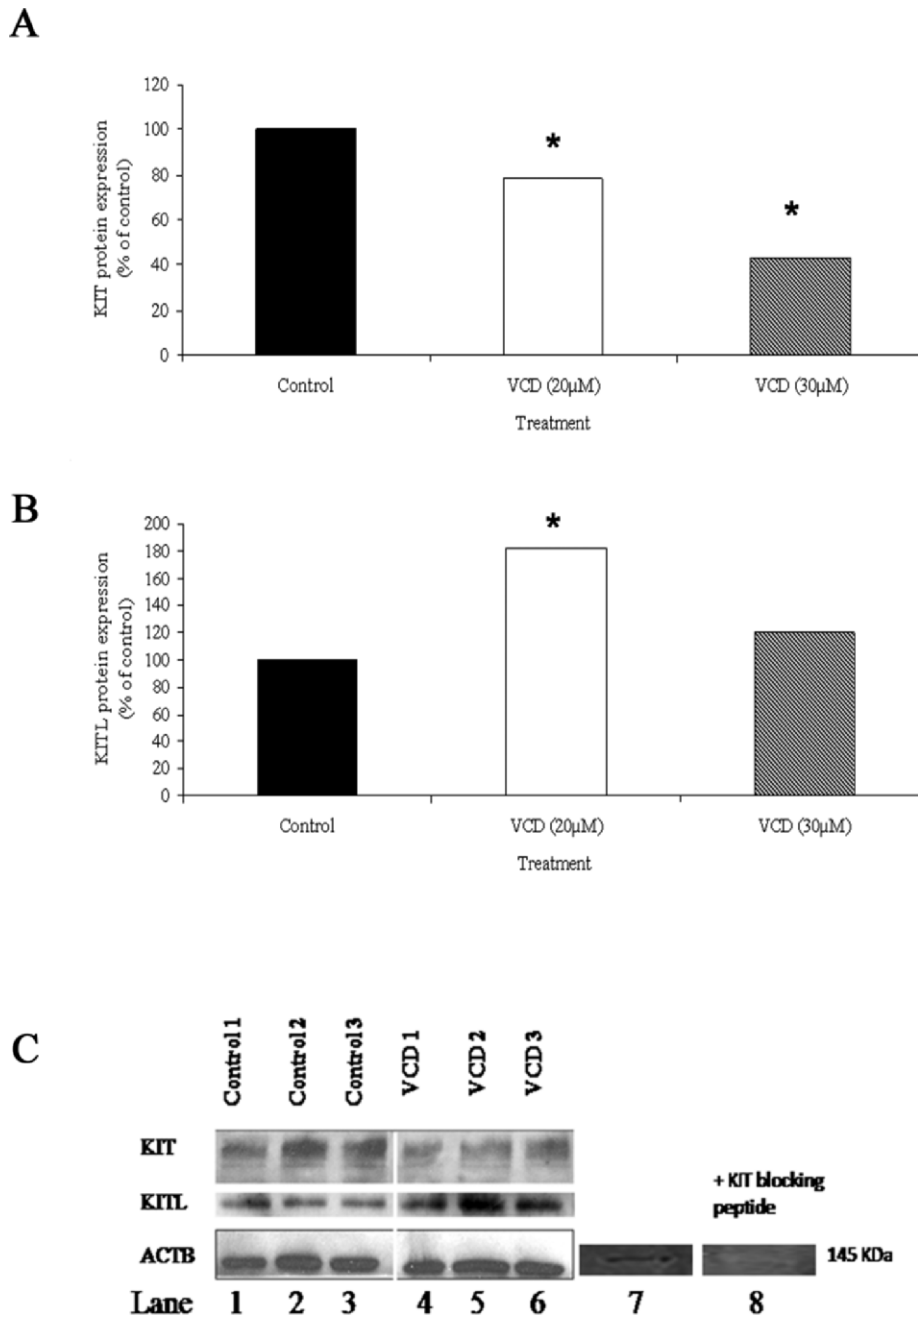 A
KIT protein expression
(% of control)
120
100
80
60
40
20
0
*
*
Control
VCD (20µM)
VCD (30µM)
Treatment
B
KITL protein expression
(% of control)
200
180
160
140
120
100
80
60
40
20
0
*
Control
VCD (20µM)
VCD (30µM)
Treatment
C
Control 1
Control 2
Control 3
VCD 1
VCD 2
VCD 3
KIT
KITL
ACTB
+ KIT blocking
peptide
145 KDa
Lane 1 2 3 4 5 6 7 8